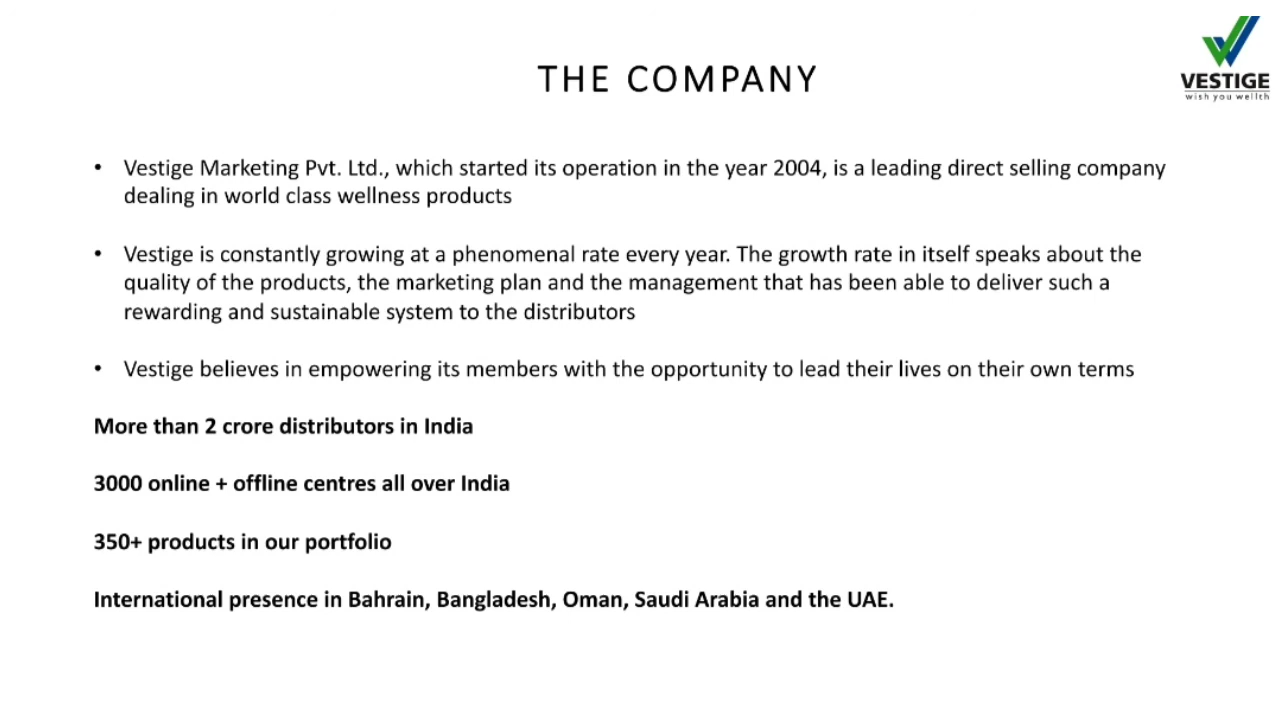 VESTIGE
wish you wellth
THE COMPANY
• Vestige Marketing Pvt. Ltd., which started its operation in the year 2004, is a leading direct selling company
dealing in world class wellness products
• Vestige is constantly growing at a phenomenal rate every year. The growth rate in itself speaks about the
quality of the products, the marketing plan and the management that has been able to deliver such a
rewarding and sustainable system to the distributors
• Vestige believes in empowering its members with the opportunity to lead their lives on their own terms
More than 2 crore distributors in India
3000 online + offline centres all over India
350+ products in our portfolio
International presence in Bahrain, Bangladesh, Oman, Saudi Arabia and the UAE.